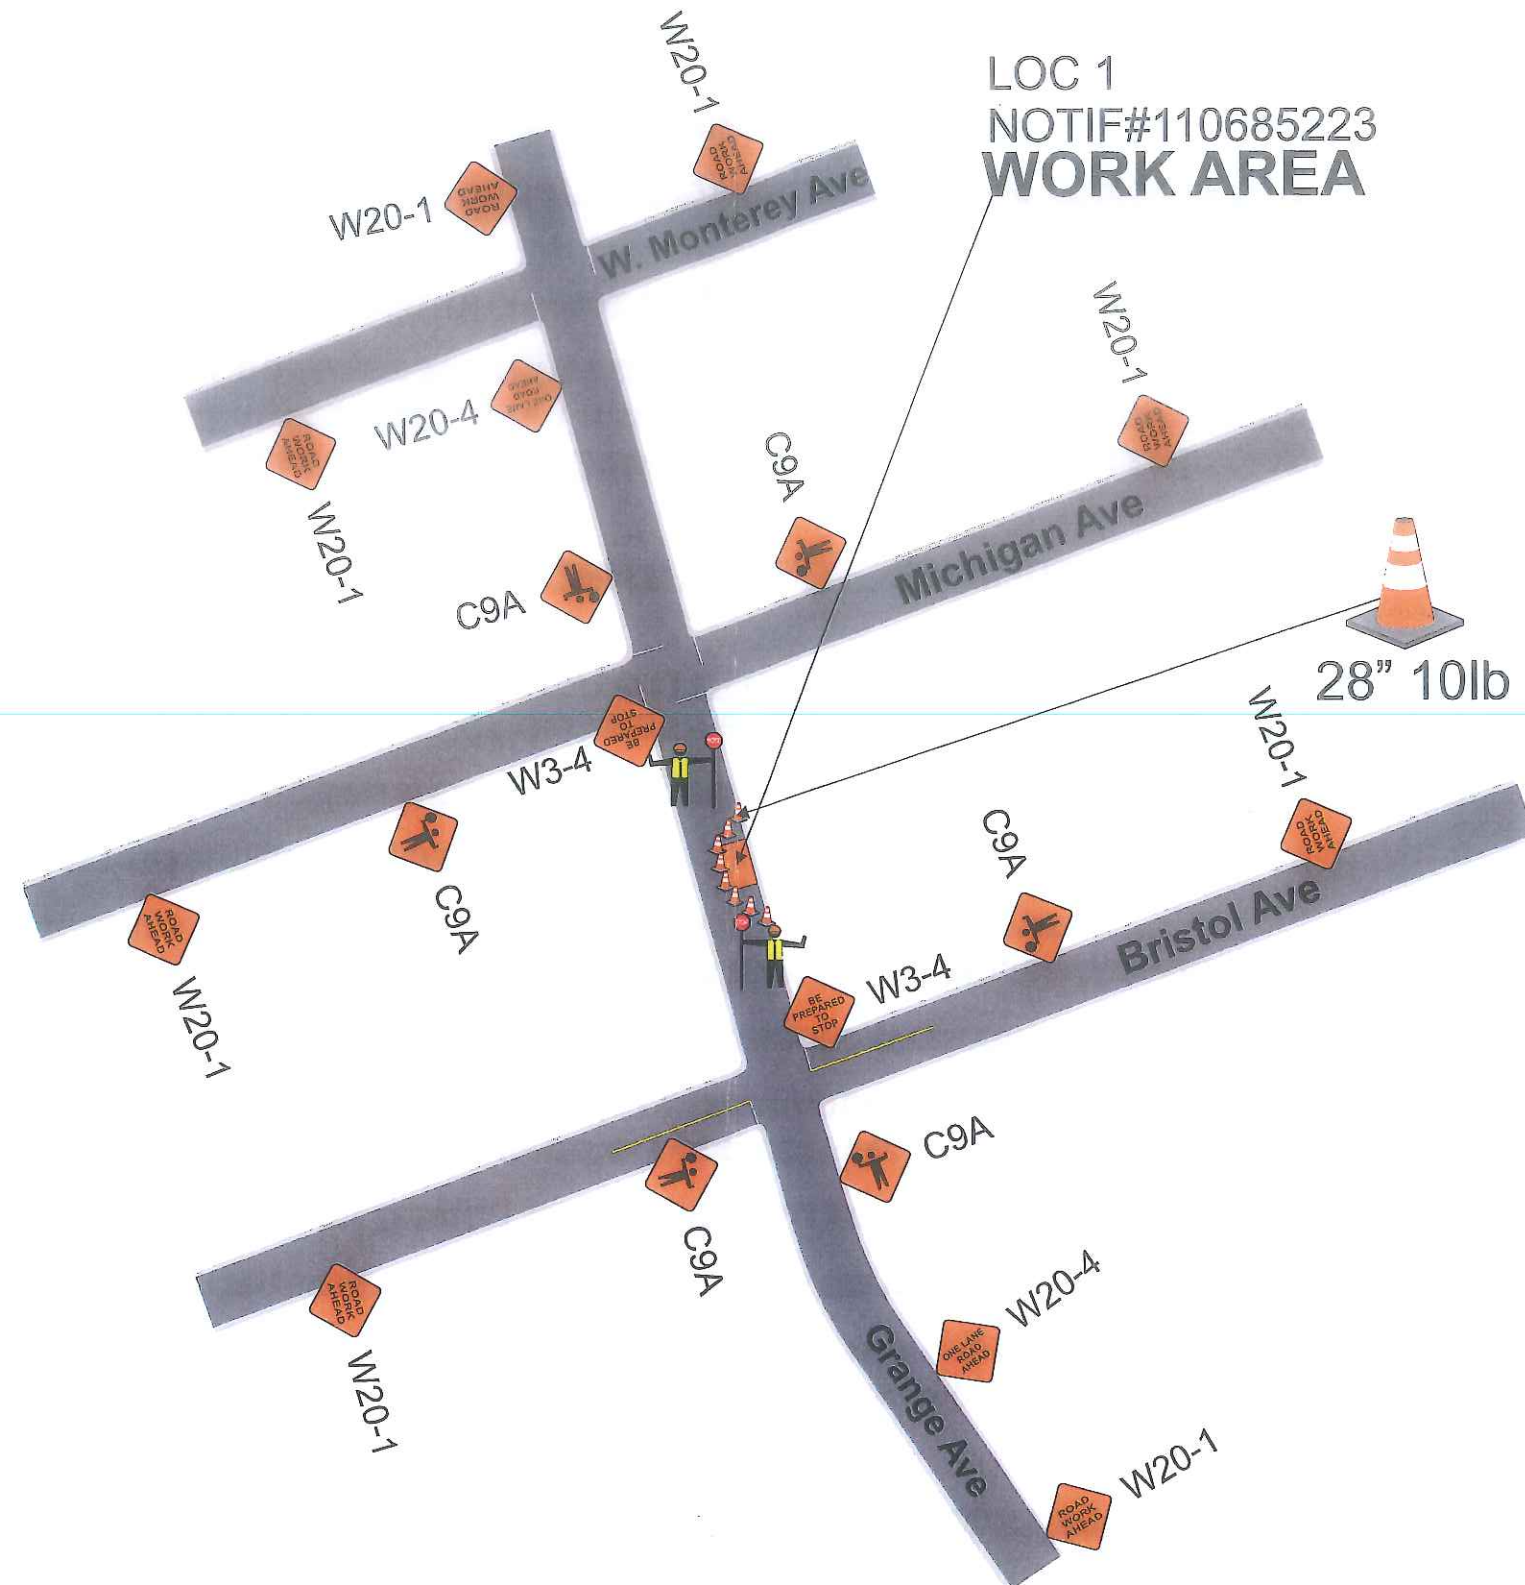 W20-1
LOC 1
NOTIF#110685223
WORK AREA
ROAD
WORK
AHEAD
ROAD
WORK
AHEAD
W20-1
W. Monterey Ave
W20-1
ONE LANE
ROAD
AHEAD
W20-4
ROAD
WORK
AHEAD
W20-1
ROAD
WORK
AHEAD
C9A
Michigan Ave
C9A
28” 10lb
BE
PREPARED
TO
STOP
W3-4
W20-1
ROAD
WORK
AHEAD
C9A
C9A
Bristol Ave
ROAD
WORK
AHEAD
W20-1
W3-4
BE
PREPARED
TO
STOP
C9A
C9A
ROAD
WORK
AHEAD
W20-1
W20-4
ONE LANE
ROAD
AHEAD
Grange Ave
W20-1
ROAD
WORK
AHEAD